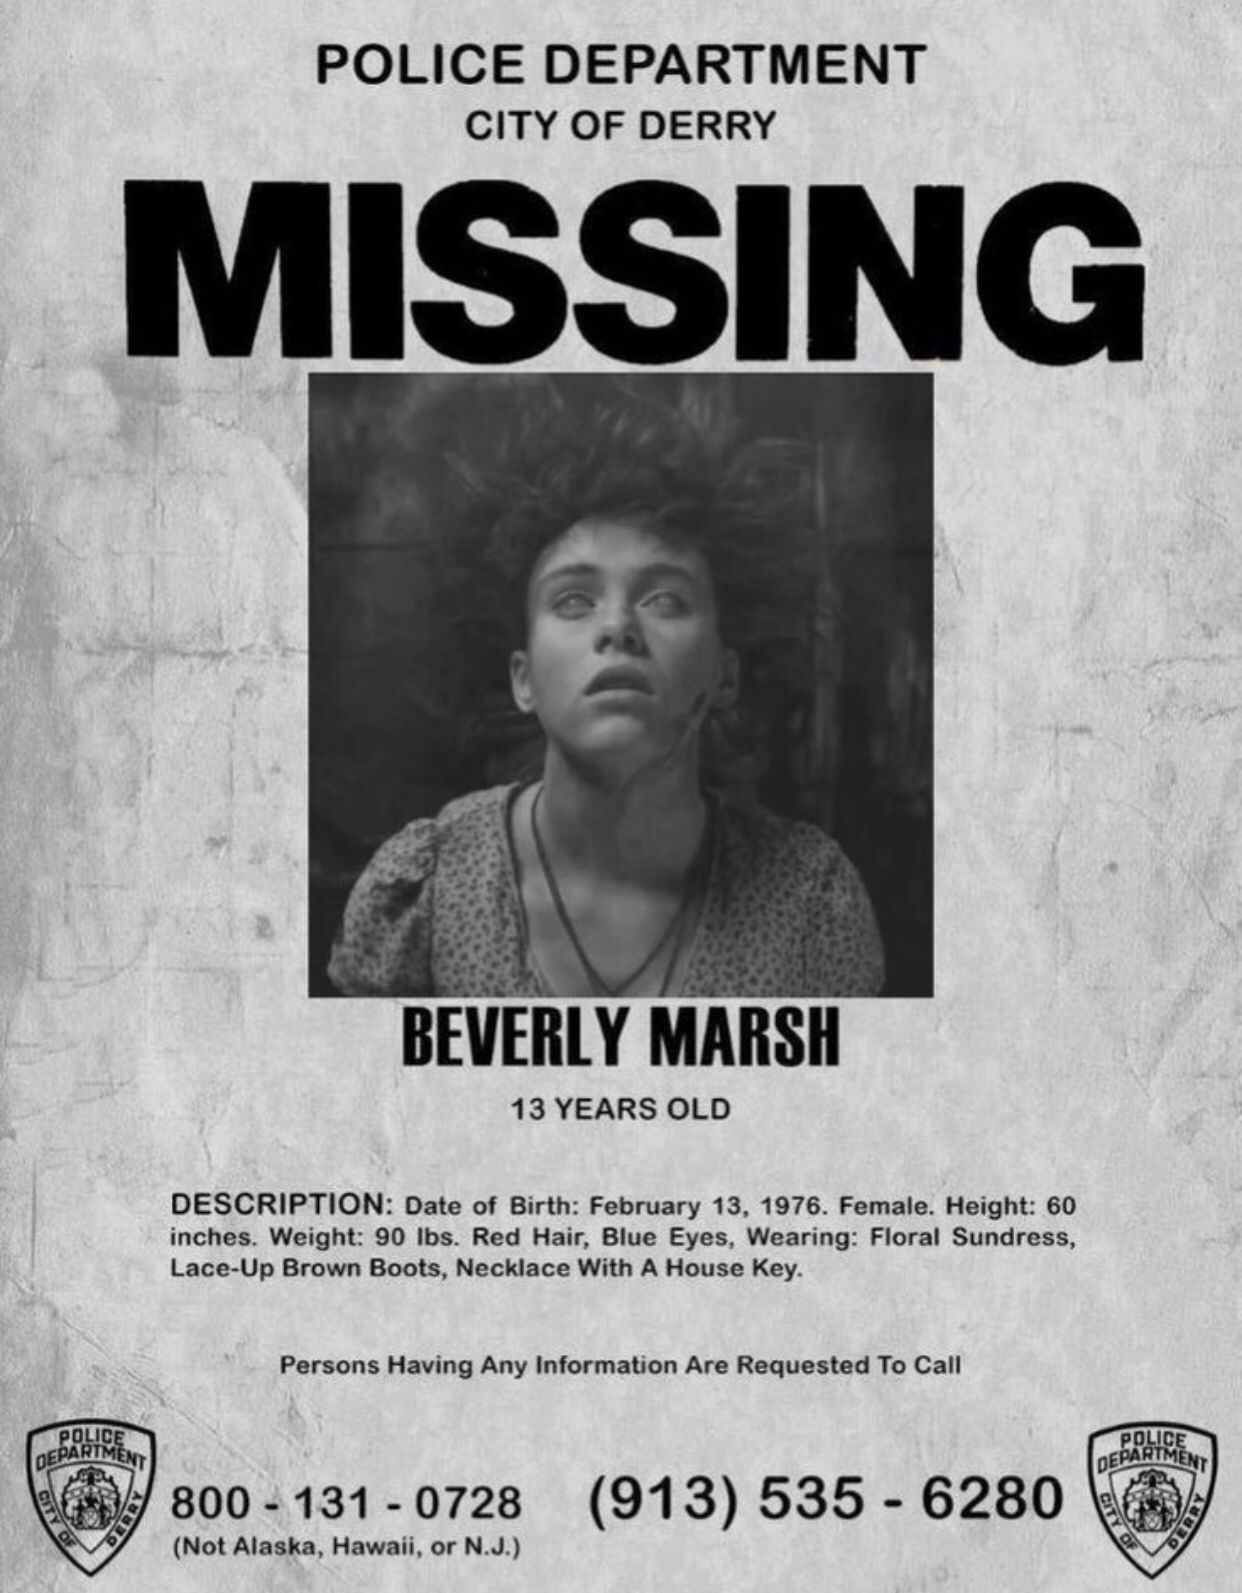 POLICE DEPARTMENT
CITY OF DERRY
MISSING
BEVERLY MARSH
13 YEARS OLD
DESCRIPTION: Date of Birth: February 13, 1976. Female. Height: 60
inches. Weight: 90 lbs. Red Hair, Blue Eyes, Wearing: Floral Sundress,
Lace-Up Brown Boots, Necklace With A House Key.
Persons Having Any Information Are Requested To Call
POLICE
DEPARTMENT
CITY OF
DERRY
800 - 131 - 0728
(Not Alaska, Hawaii, or N.J.)
(913) 535 - 6280
POLICE
DEPARTMENT
CITY OF
DERRY